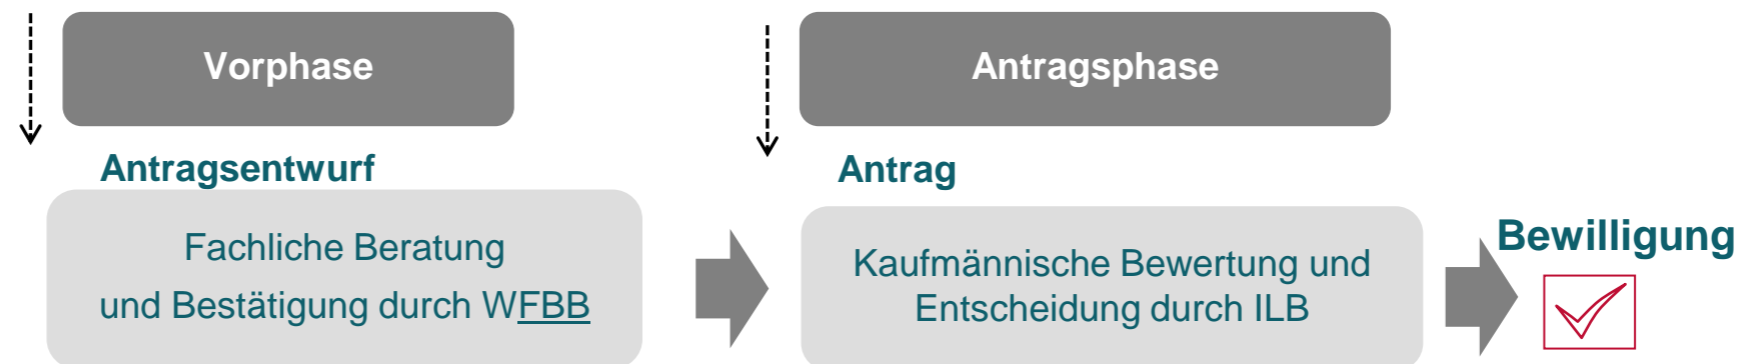 Vorphase
Antragsphase
Antragsentwurf
Antrag
Fachliche Beratung
und Bestätigung durch WFBB
Kaufmännische Bewertung und
Entscheidung durch ILB
Bewilligung